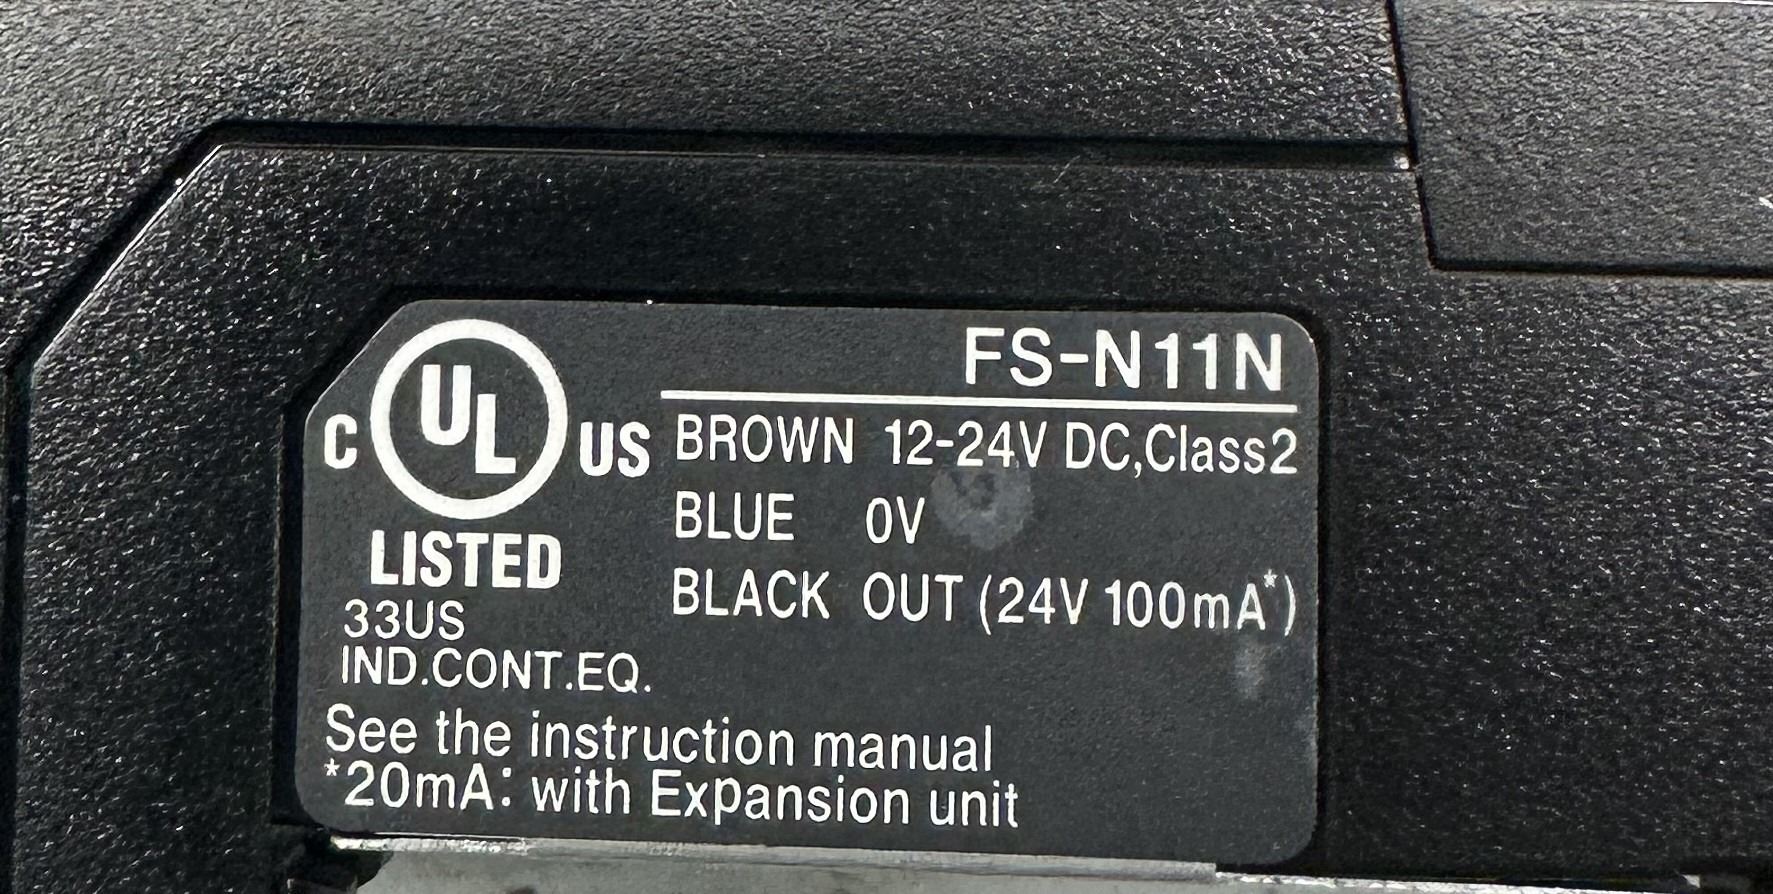 FS-N11N
C UL US
LISTED
33US
IND.CONT.EQ.
BROWN 12-24V DC,Class2
BLUE 0V
BLACK OUT (24V 100mA*)
See the instruction manual
*20mA: with Expansion unit